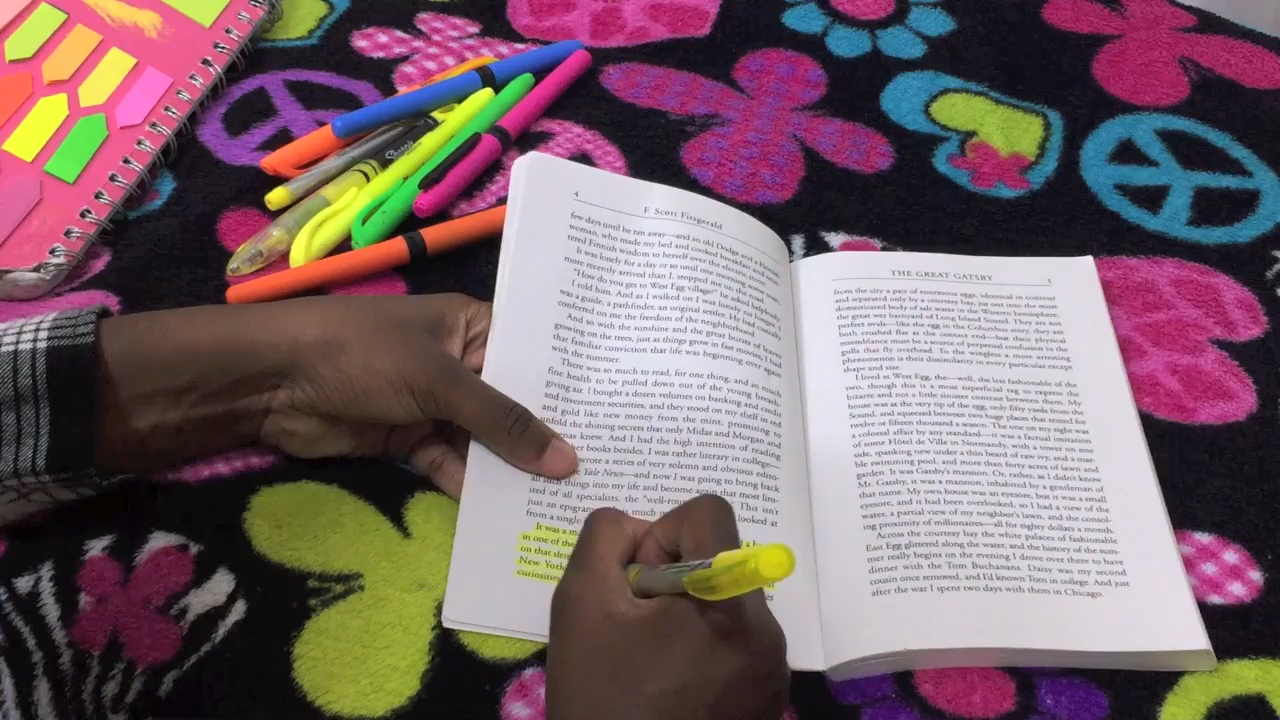 Sharpie
4
F. Scott Fitzgerald
few days until he ran away—and an old Dodge and a Finnish
woman, who made my bed and cooked breakfast and mut-
tered Finnish wisdom to herself over the electric stove.
It was lonely for a day or so until one morning some man,
more recently arrived than I, stopped me on the road.
"How do you get to West Egg village?" he asked helplessly.
I told him. And as I walked on I was lonely no longer. I
was a guide, a pathfinder, an original settler. He had casually
conferred on me the freedom of the neighborhood.
And so with the sunshine and the great bursts of leaves
growing on the trees, just as things grow in fast movies, I had
that familiar conviction that life was beginning over again
with the summer.
There was so much to read, for one thing, and so much
fine health to be pulled down out of the young breath-
giving air. I bought a dozen volumes on banking and credit
and investment securities, and they stood on my shelf in red
and gold like new money from the mint, promising to
unfold the shining secrets that only Midas and Morgan and
knew. And I had the high intention of reading
books besides. I was rather literary in college—
wrote a series of very solemn and obvious edito-
Yale News—and now I was going to bring back
all such things into my life and become again that most lim-
ited of all specialists, the "well- This isn't
just an epigram— is much looked at
from a single
It was a
in one of the
on that
New York
THE GREAT GATSBY
5
from the city a pair of enormous eggs, identical in contour
and separated only by a courtesy bay, jut out into the most
domesticated body of salt water in the Western hemisphere,
the great wet barnyard of Long Island Sound. They are not
perfect ovals—like the egg in the Columbus story, they are
both crushed flat at the contact end—but their physical
resemblance must be a source of perpetual confusion to the
gulls that fly overhead. To the wingless a more arresting
phenomenon is their dissimilarity in every particular except
shape and size.
I lived at West Egg, the—well, the less fashionable of the
two, though this is a most superficial tag to express the
bizarre and not a little sinister contrast between them. My
house was at the very tip of the egg, only fifty yards from the
Sound, and squeezed between two huge places that rented for
twelve or fifteen thousand a season. The one on my right was
a colossal affair by any standard—it was a factual imitation
of some Hôtel de Ville in Normandy, with a tower on one
side, spanking new under a thin beard of raw ivy, and a mar-
ble swimming pool, and more than forty acres of lawn and
garden. It was Gatsby's mansion. Or, rather, as I didn't know
Mr. Gatsby, it was a mansion, inhabited by a gentleman of
that name. My own house was an eyesore, but it was a small
eyesore, and it had been overlooked, so I had a view of the
water, a partial view of my neighbor's lawn, and the consol-
ing proximity of millionaires—all for eighty dollars a month.
Across the courtesy bay the white palaces of fashionable
East Egg glittered along the water, and the history of the sum-
mer really begins on the evening I drove over there to have
dinner with the Tom Buchanans. Daisy was my second
cousin once removed, and I'd known Tom in college. And just
after the war I spent two days with them in Chicago.